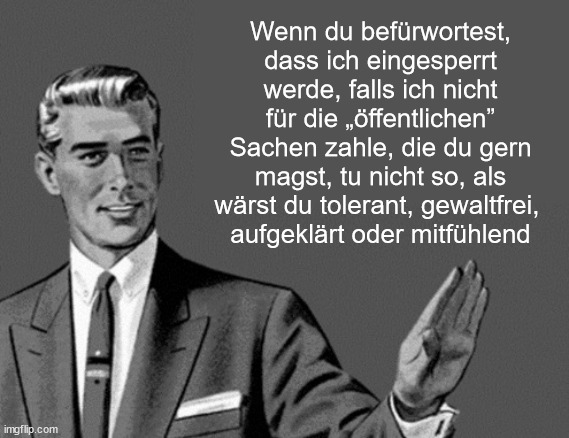 Wenn du befürwortest,
dass ich eingesperrt
werde, falls ich nicht
für die „öffentlichen”
Sachen zahle, die du gern
magst, tu nicht so, als
wärst du tolerant, gewaltfrei,
aufgeklärt oder mitfühlend
imgflip.com